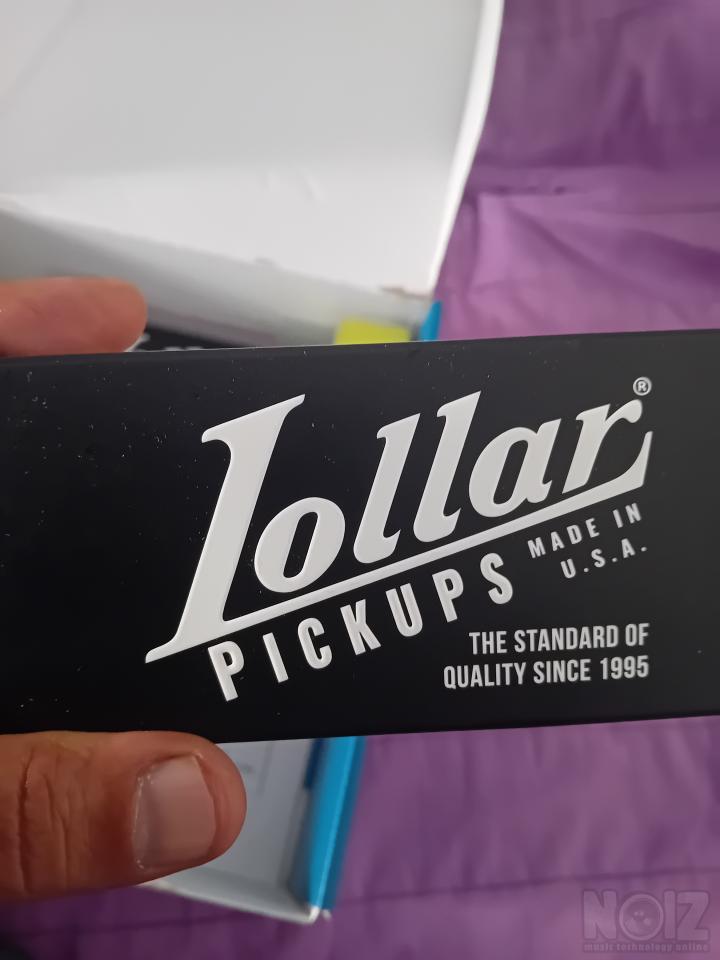 Lollar®
PICKUPS
MADE IN
U.S.A.
THE STANDARD OF
QUALITY SINCE 1995
NOIZ
music technology online